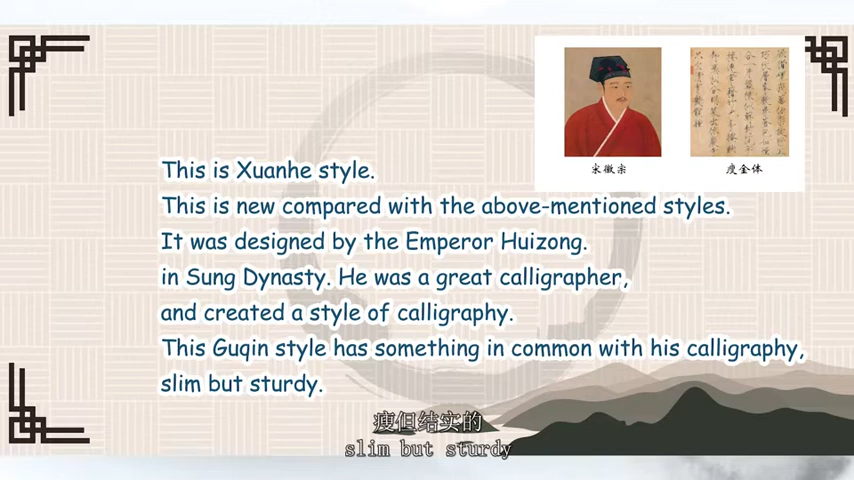 宋徽宗
瘦金体
This is Xuanhe style.
This is new compared with the above-mentioned styles.
It was designed by the Emperor Huizong.
in Sung Dynasty. He was a great calligrapher,
and created a style of calligraphy.
This Guqin style has something in common with his calligraphy,
slim but sturdy.
瘦但结实的
slim but sturdy